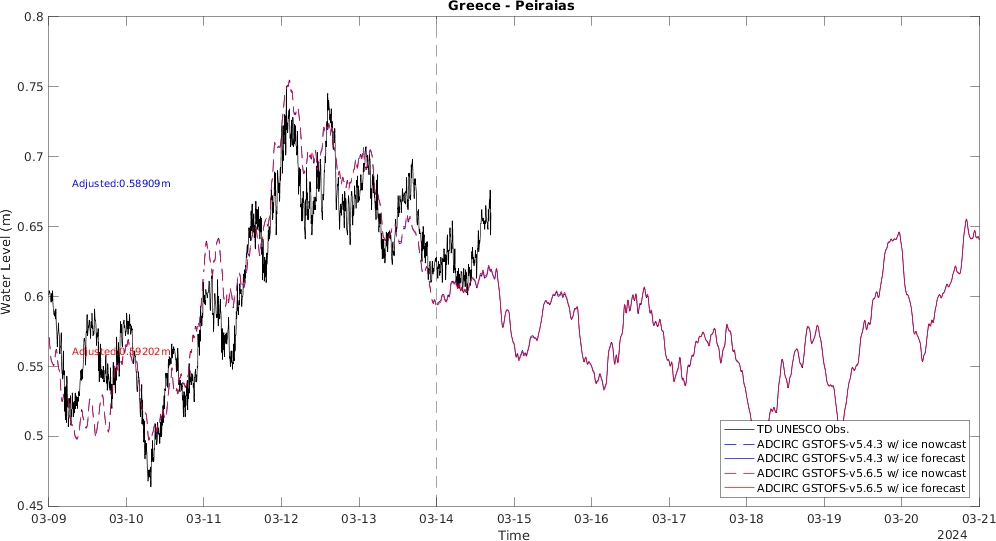 Greece - Peiraias
0.8
0.75
0.7
0.65
0.6
0.55
0.5
0.45
Water Level (m)
Adjusted:0.58909m
Adjusted:0.59202m
TD UNESCO Obs.
ADCIRC GSTOFS-v5.4.3 w/ ice nowcast
ADCIRC GSTOFS-v5.4.3 w/ ice forecast
ADCIRC GSTOFS-v5.6.5 w/ ice nowcast
ADCIRC GSTOFS-v5.6.5 w/ ice forecast
03-09 03-10 03-11 03-12 03-13 03-14 03-15 03-16 03-17 03-18 03-19 03-20 03-21
Time
2024